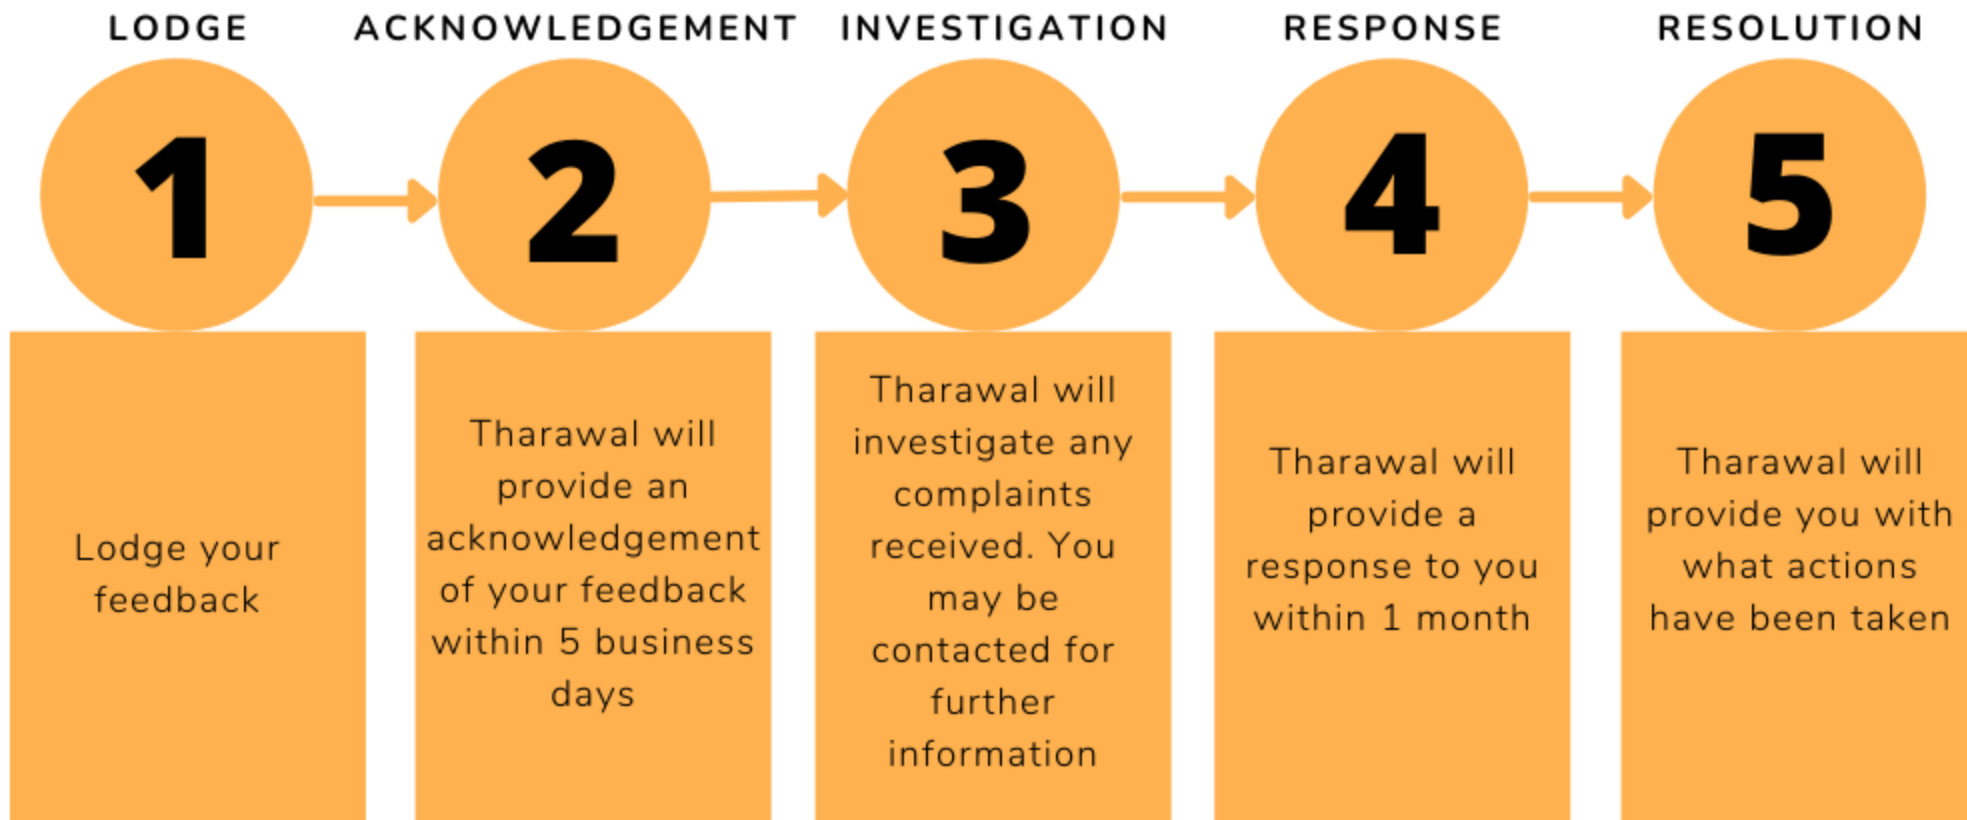 LODGE
ACKNOWLEDGEMENT
INVESTIGATION
RESPONSE
RESOLUTION
1
2
3
4
5
Lodge your
feedback
Tharawal will
provide an
acknowledgement
of your feedback
within 5 business
days
Tharawal will
investigate any
complaints
received. You
may be
contacted for
further
information
Tharawal will
provide a
response to you
within 1 month
Tharawal will
provide you with
what actions
have been taken